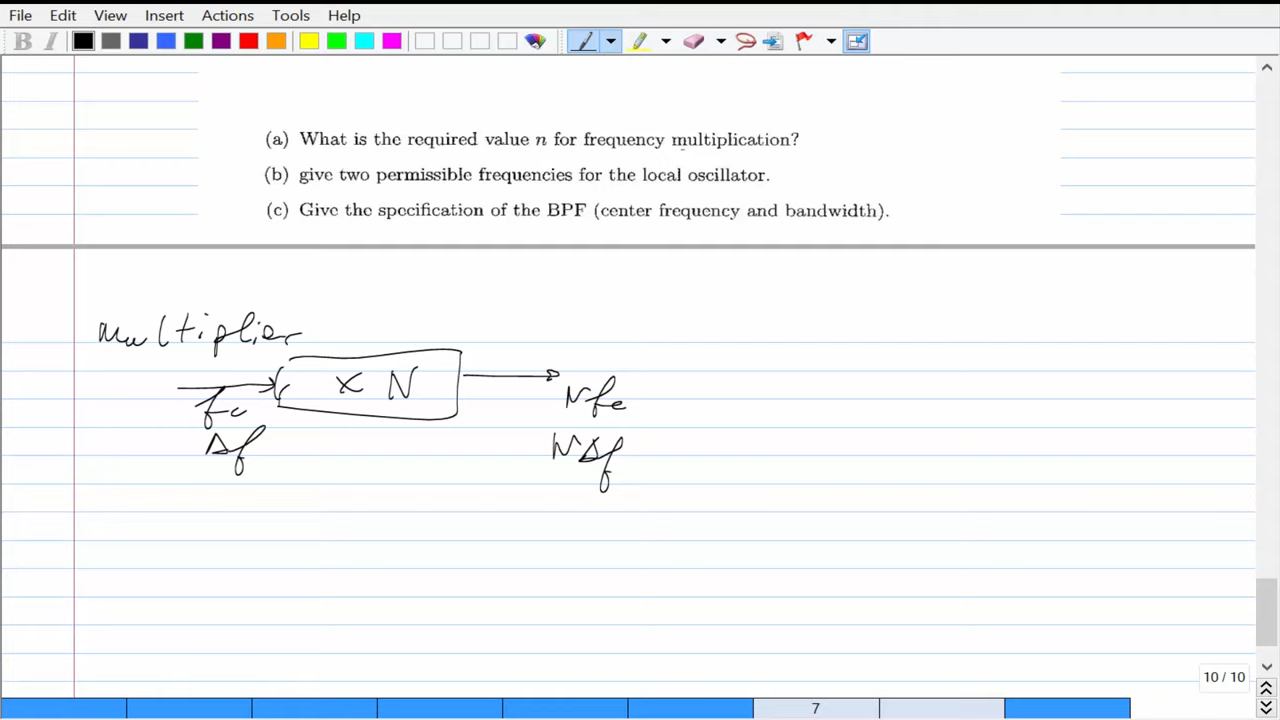 File Edit View Insert Actions Tools Help
B I
(a) What is the required value n for frequency multiplication?
(b) give two permissible frequencies for the local oscillator.
(c) Give the specification of the BPF (center frequency and bandwidth).
Multiplier
× N
fc
Nfc
Δf
NΔf
10 / 10
7